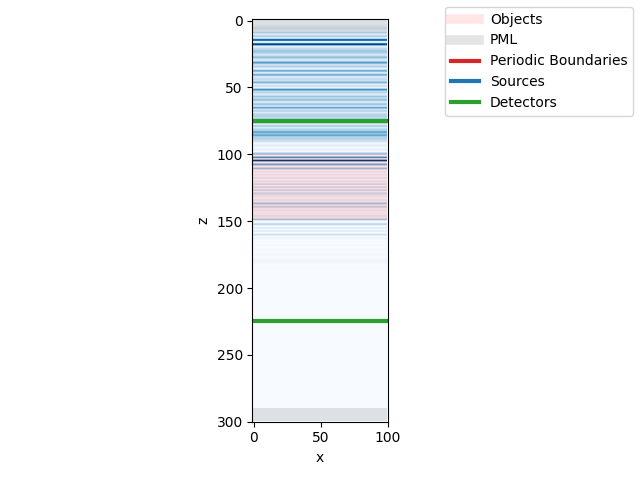 Objects
PML
Periodic Boundaries
Sources
Detectors
0
50
100
150
200
250
300
z
0 50 100
x